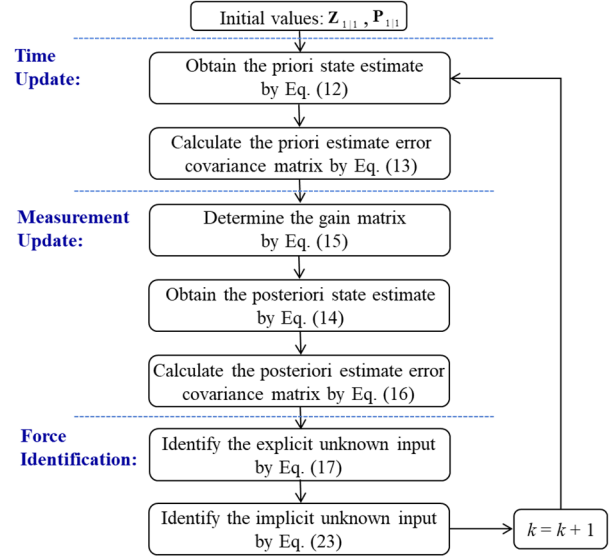 Initial values: Z 1|1 , P 1|1
Time
Update:
Obtain the priori state estimate
by Eq. (12)
Calculate the priori estimate error
covariance matrix by Eq. (13)
Measurement
Update:
Determine the gain matrix
by Eq. (15)
Obtain the posteriori state estimate
by Eq. (14)
Calculate the posteriori estimate error
covariance matrix by Eq. (16)
Force
Identification:
Identify the explicit unknown input
by Eq. (17)
Identify the implicit unknown input
by Eq. (23)
k = k + 1